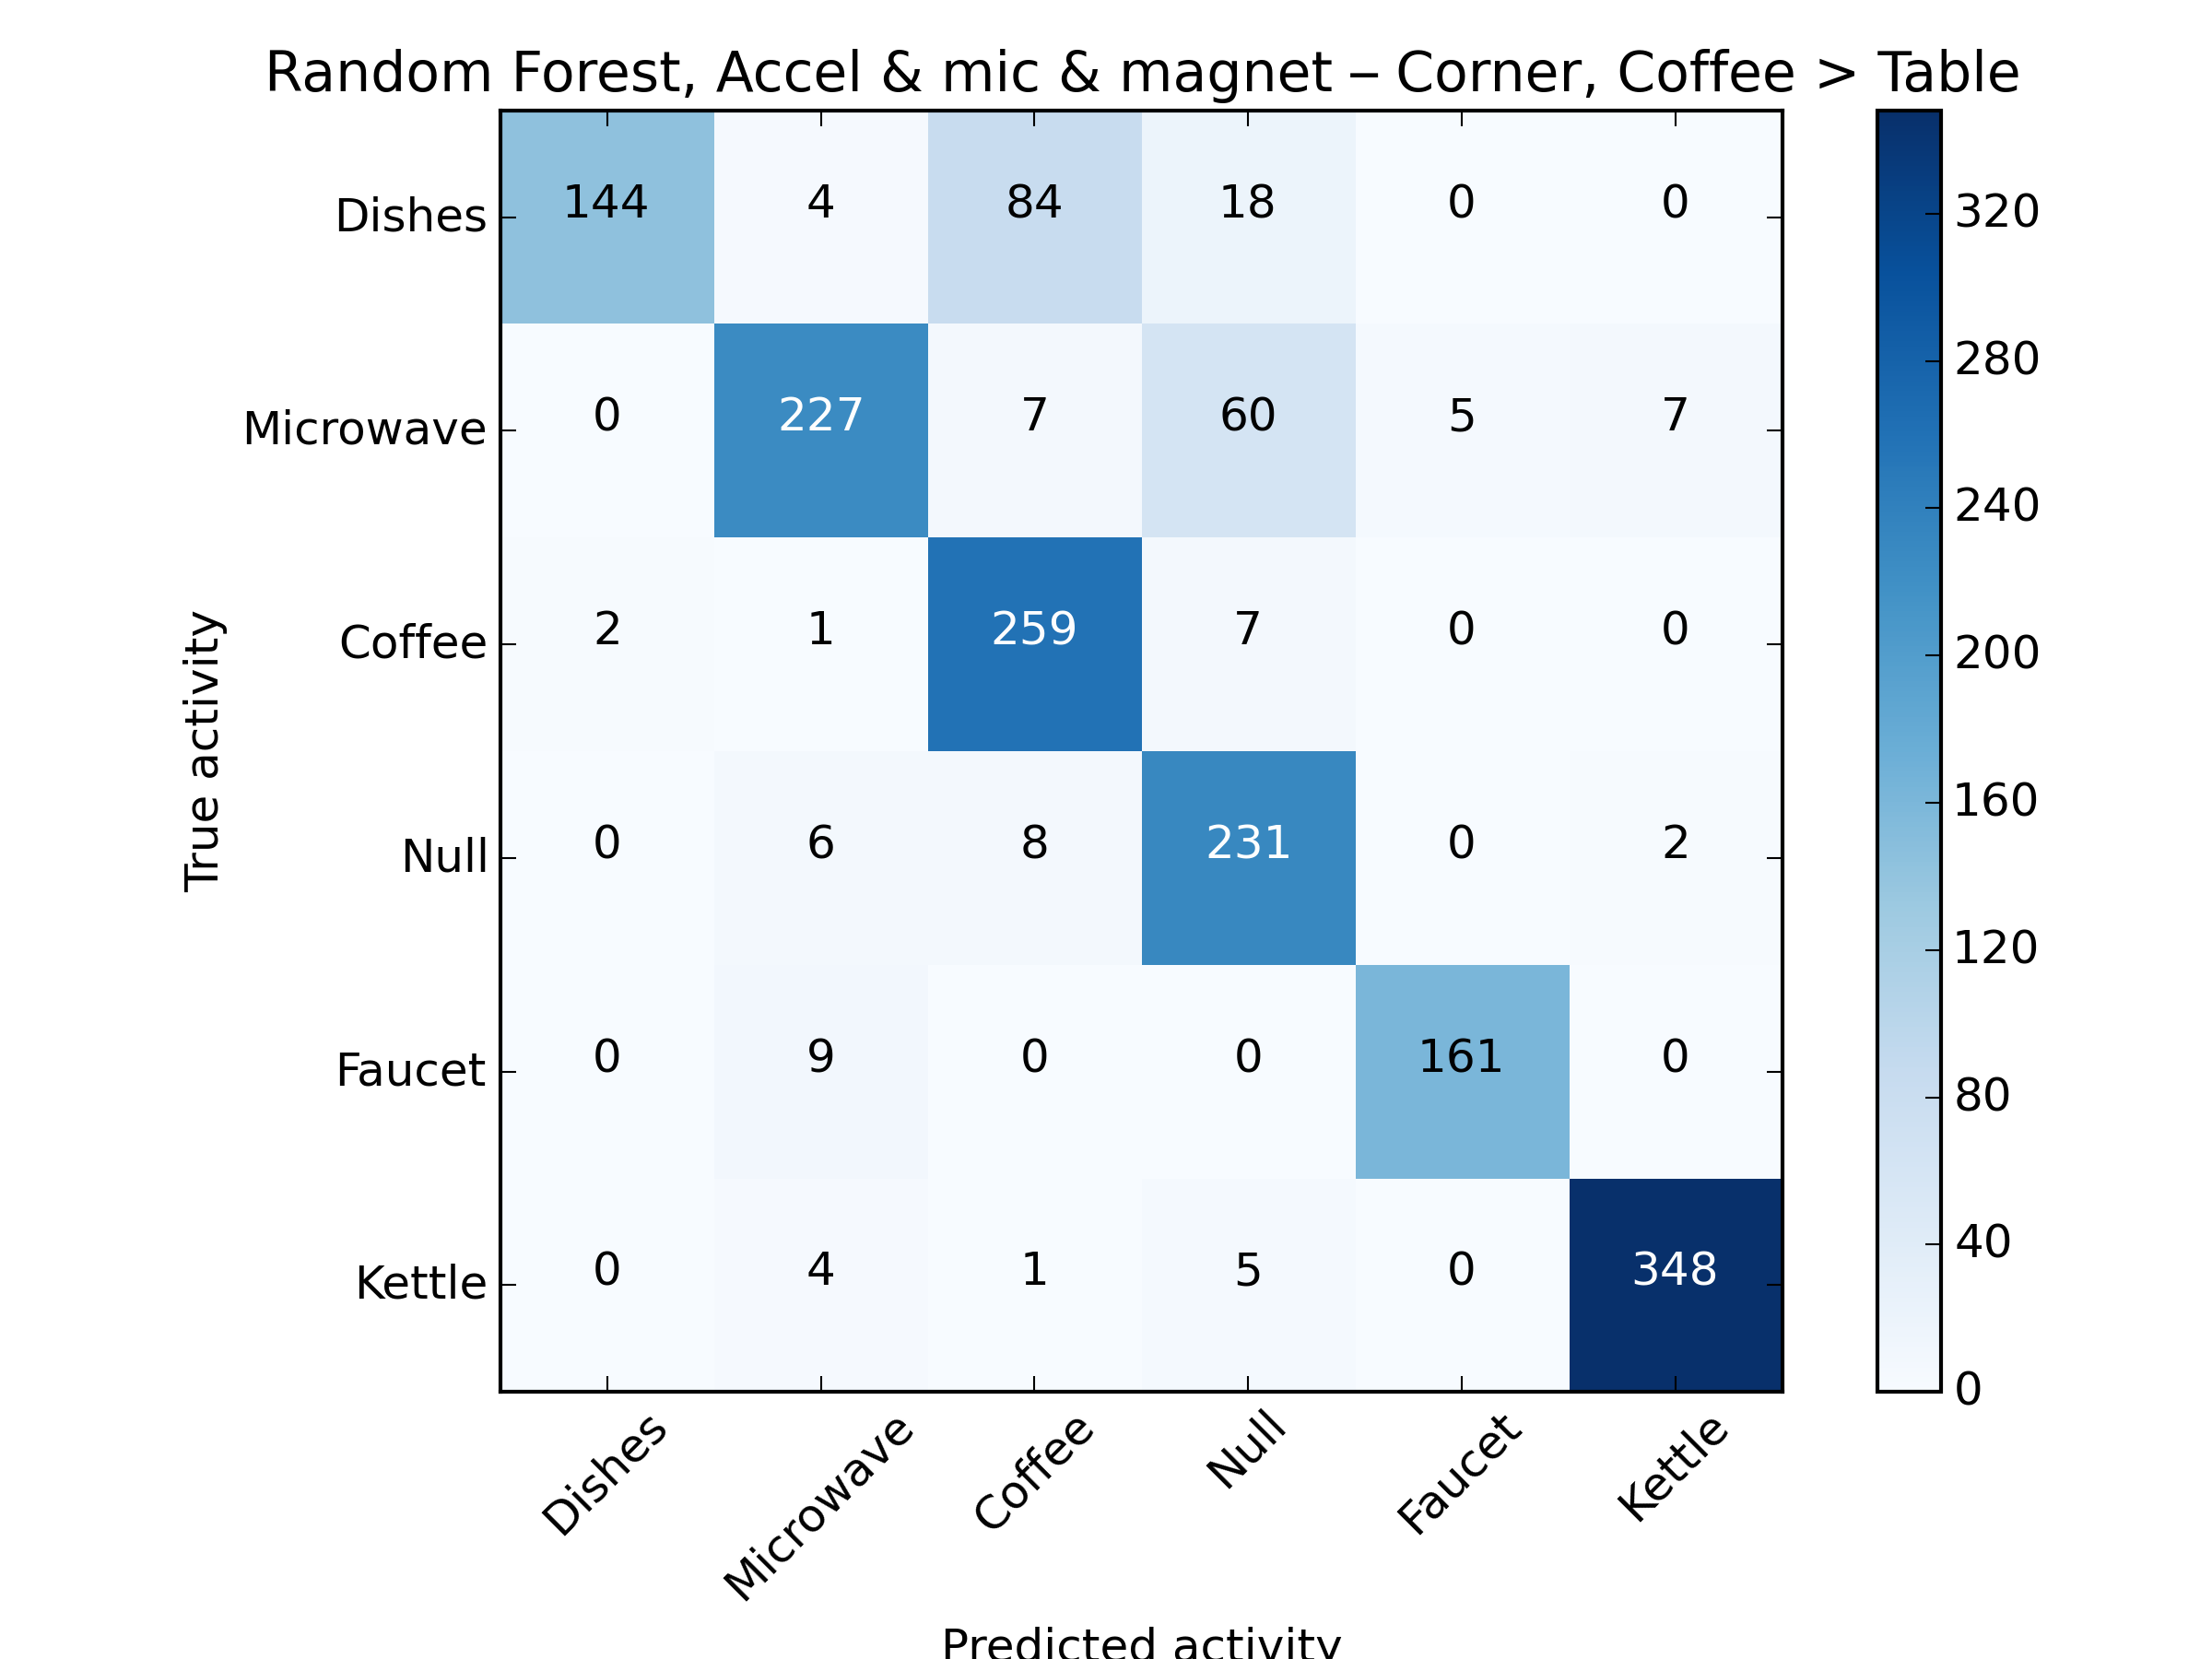 Random Forest, Accel & mic & magnet – Corner, Coffee > Table
Dishes 144 4 84 18 0 0
Microwave 0 227 7 60 5 7
Coffee 2 1 259 7 0 0
Null 0 6 8 231 0 2
Faucet 0 9 0 0 161 0
Kettle 0 4 1 5 0 348
True activity
Dishes Microwave Coffee Null Faucet Kettle
Predicted activity
320
280
240
200
160
120
80
40
0